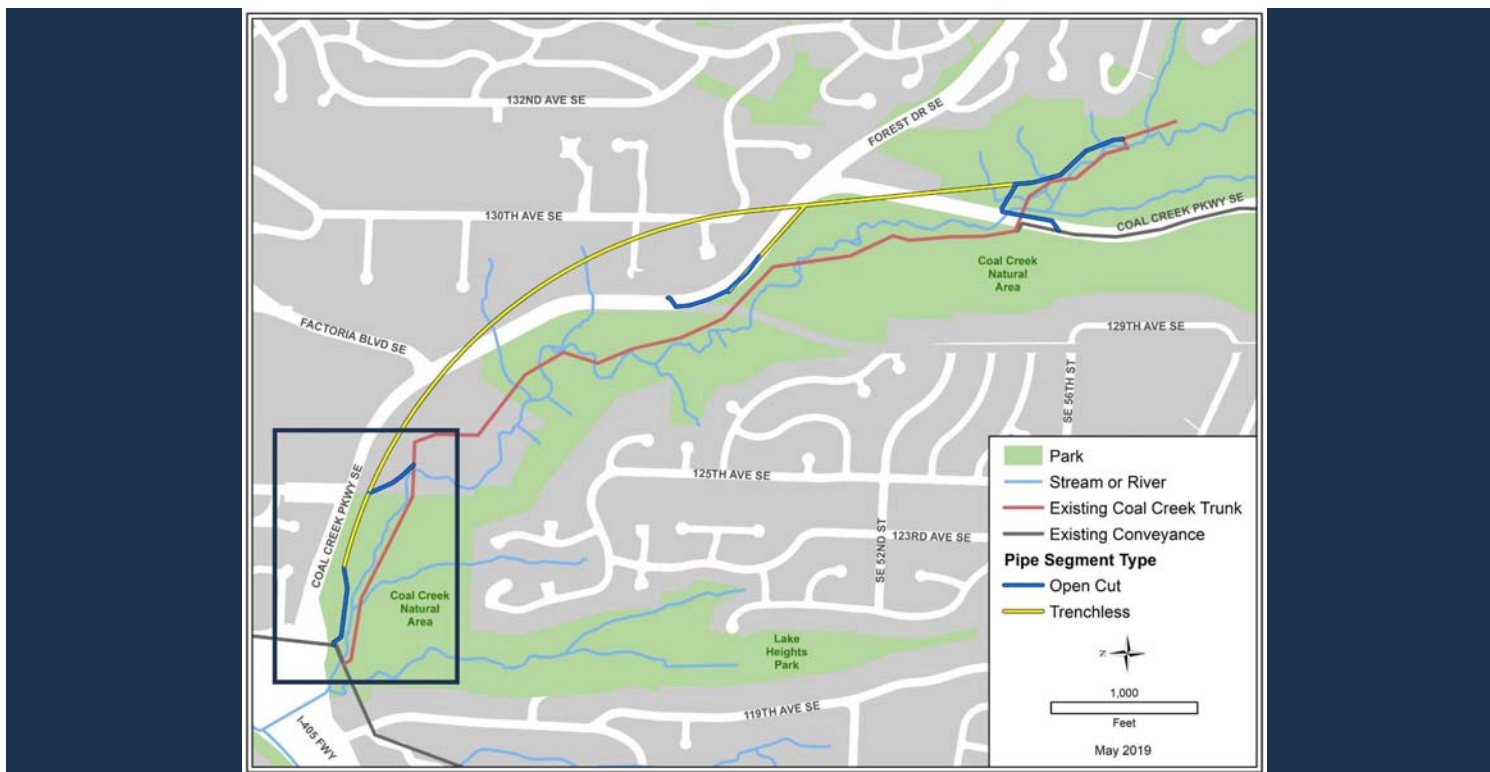 132ND AVE SE
FOREST DR SE
130TH AVE SE
COAL CREEK PKWY SE
Coal Creek
Natural
Area
FACTORIA BLVD SE
129TH AVE SE
SE 56TH ST
COAL CREEK PKWY SE
125TH AVE SE
SE 52ND ST
123RD AVE SE
Coal Creek
Natural
Area
Lake
Heights
Park
119TH AVE SE
I-405 FWY
Park
Stream or River
Existing Coal Creek Trunk
Existing Conveyance
Pipe Segment Type
Open Cut
Trenchless
N
1,000
Feet
May 2019